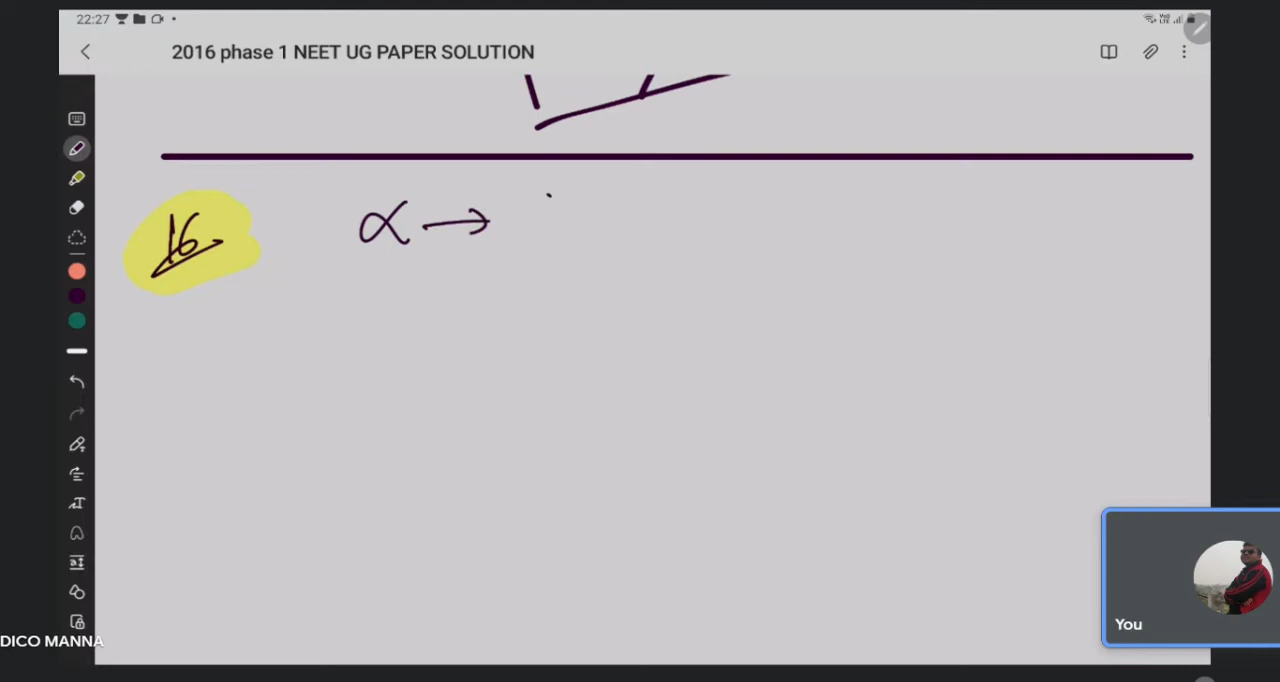 22:27
2016 phase 1 NEET UG PAPER SOLUTION
16
α →
You
DICO MANNA